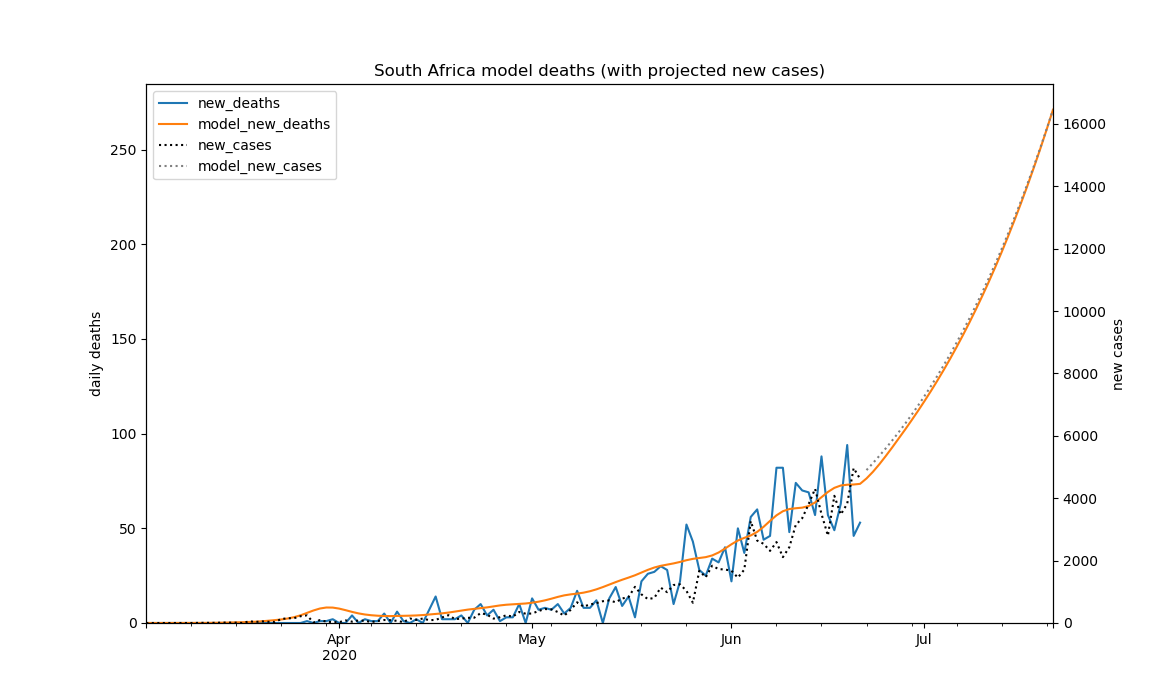 South Africa model deaths (with projected new cases)
new_deaths
model_new_deaths
new_cases
model_new_cases
250
200
150
100
50
0
daily deaths
16000
14000
12000
10000
8000
6000
4000
2000
0
new cases
Apr
2020
May
Jun
Jul